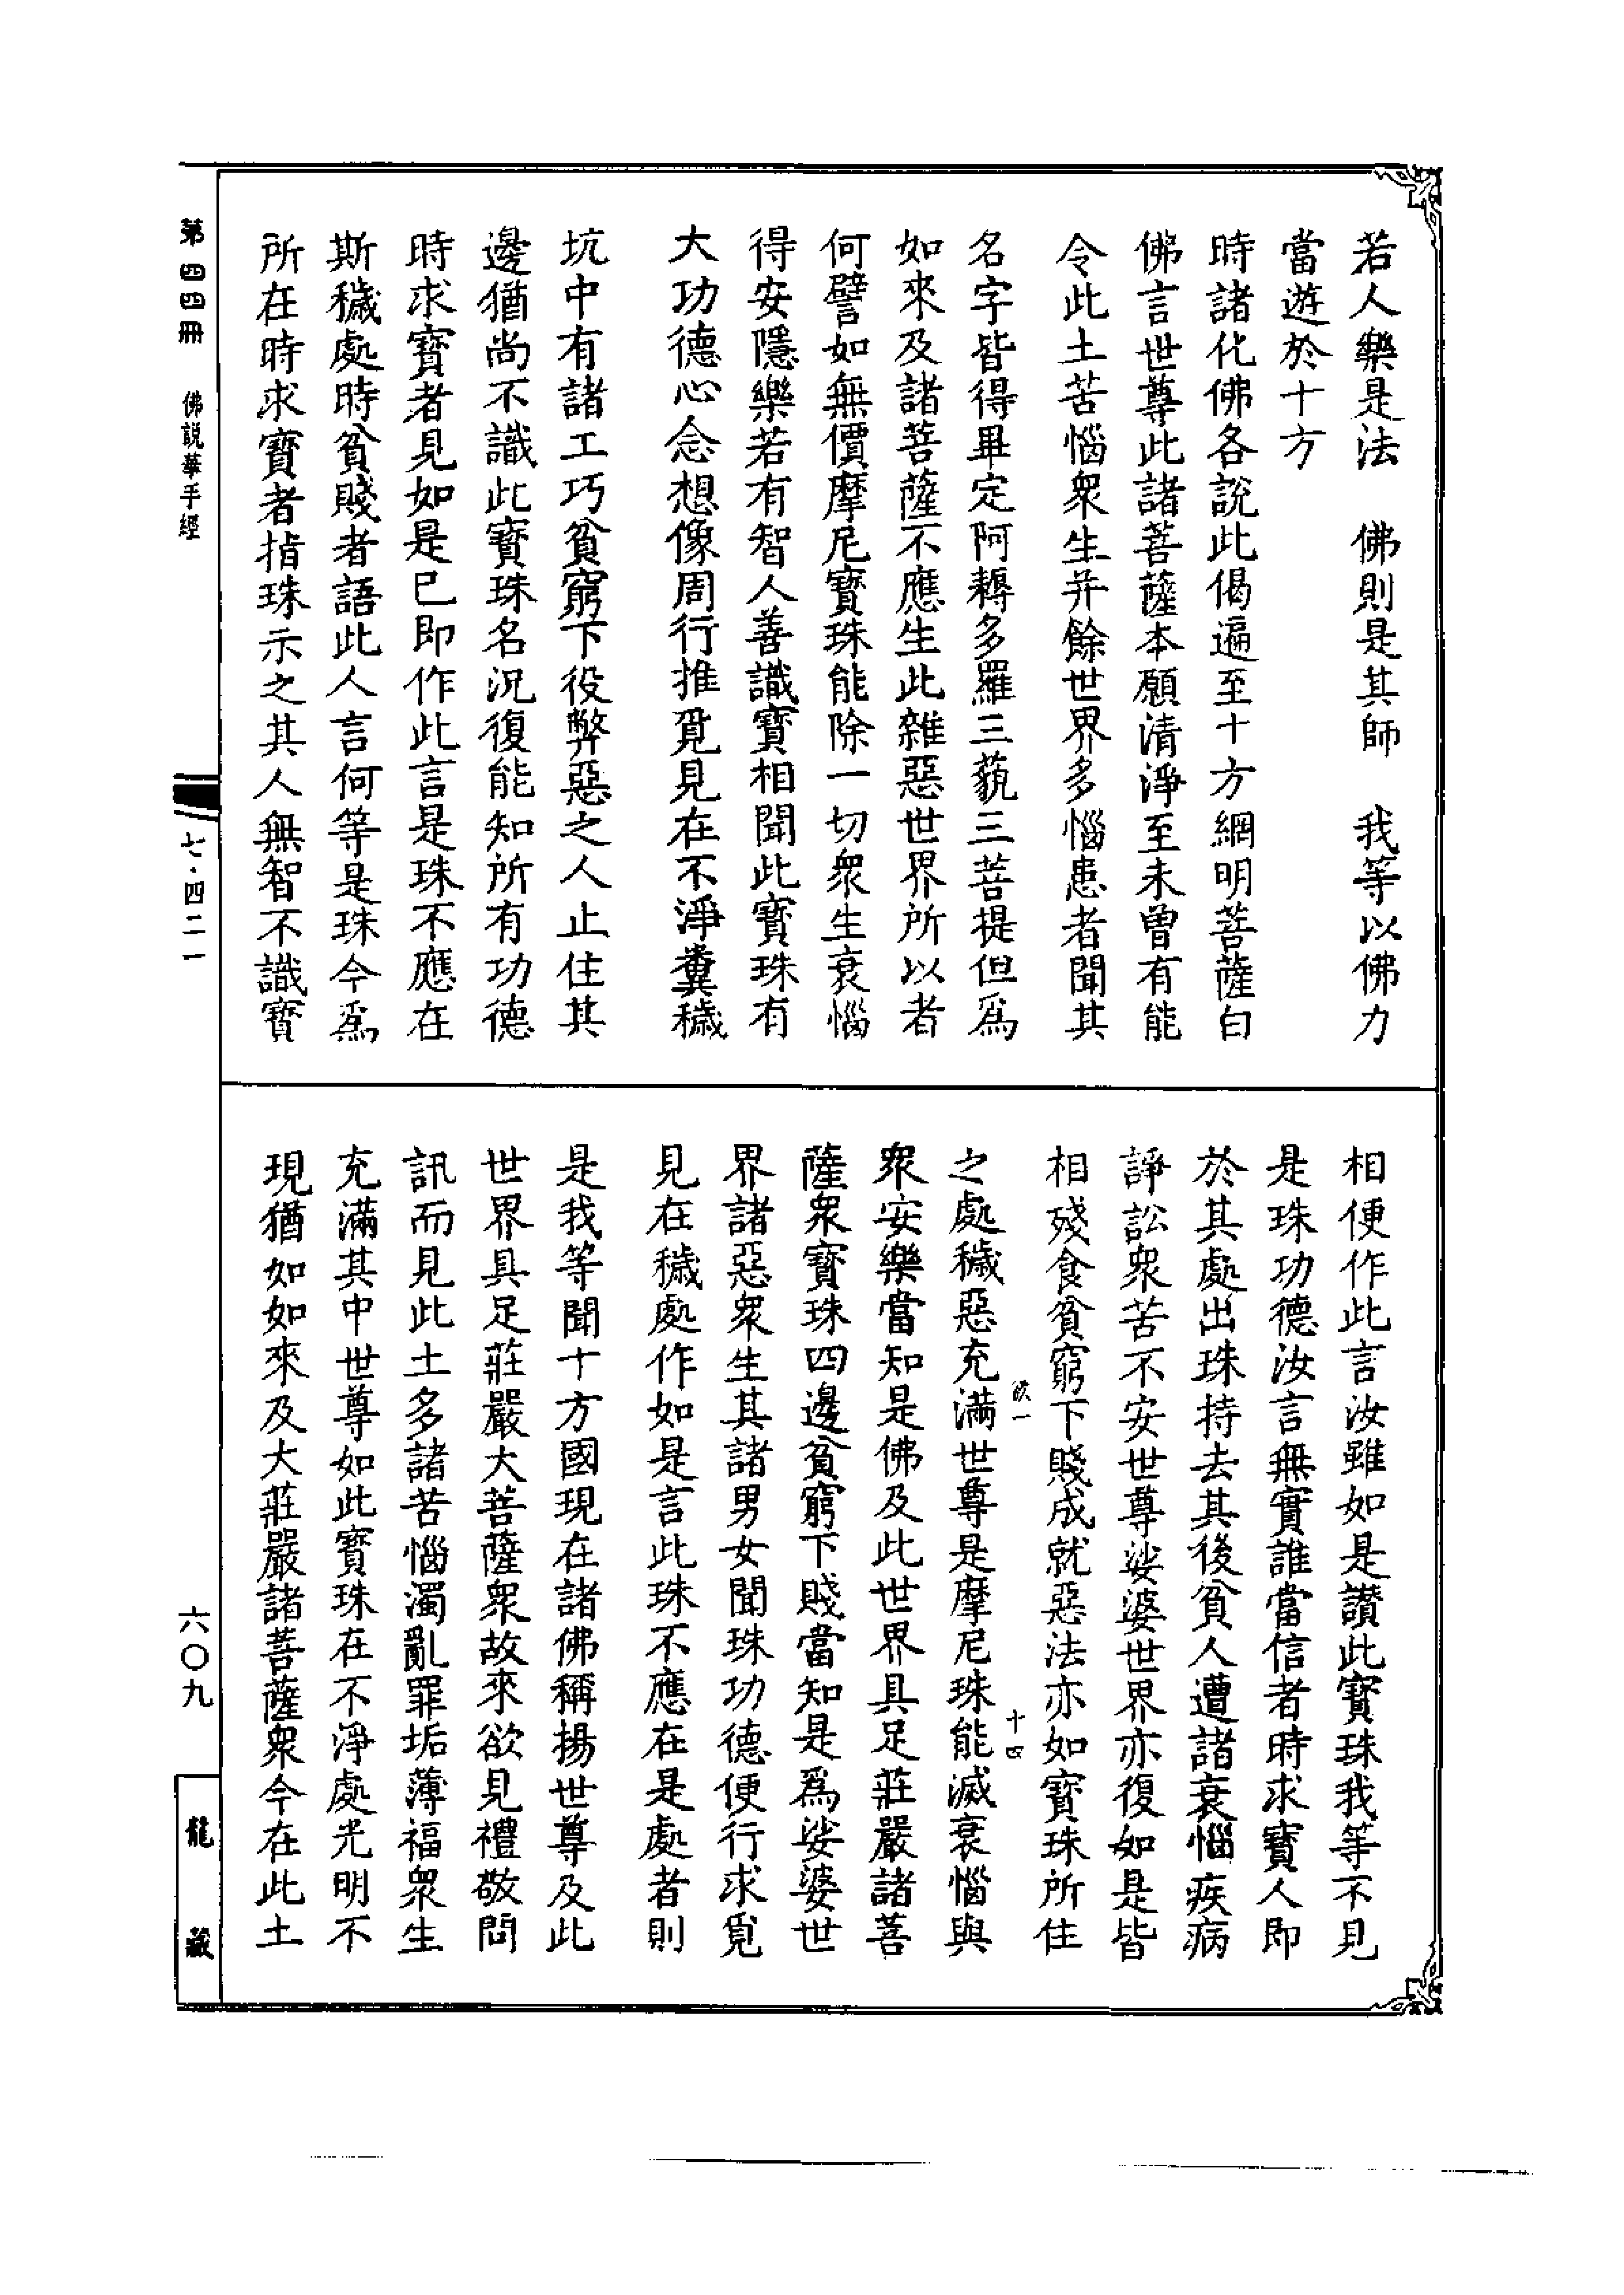 若人樂是法　佛則是其師　我等以佛力
當遊於十方
時諸化佛各說此偈遍至十方網明菩薩白
佛言世尊此諸菩薩本願清淨至未曾有能
令此土苦惱眾生并餘世界多惱患者聞其
名字皆得畢定阿耨多羅三藐三菩提但爲
如來及諸菩薩不應生此雜惡世界所以者
何譬如無價摩尼寶珠能除一切眾生衰惱
得安隱樂若有智人善識寶相聞此寶珠有
大功德心念想像周行推覓見在不淨糞穢
坑中有諸工巧貧窮下役弊惡之人止住其
邊猶尚不識此寶珠名況復能知所有功德
時求寶者見如是已即作此言是珠不應在
斯穢處時貧賤者語此人言何等是珠今爲
所在時求寶者指珠示之其人無智不識寶
相便作此言汝雖如是讚此寶珠我等不見
是珠功德汝言無實誰當信者時求寶人即
於其處出珠持去其後貧人遭諸衰惱疾病
諍訟眾苦不安世尊娑婆世界亦復如是皆
相殘食貧窮下賤成就惡法亦如寶珠所住
之處穢惡充滿世尊是摩尼珠能滅衰惱與
眾安樂當知是佛及此世界具足莊嚴諸菩
薩眾寶珠四邊貧窮下賤當知是爲娑婆世
界諸惡眾生其諸男女聞珠功德便行求覓
見在穢處作如是言此珠不應在是處者則
是我等聞十方國現在諸佛稱揚世尊及此
世界具足莊嚴大菩薩眾故來欲見禮敬問
訊而見此土多諸苦惱濁亂罪垢薄福眾生
充滿其中世尊如此寶珠在不淨處光明不
現猶如如來及大莊嚴諸菩薩眾今在此土
十四
第四四冊　佛說華手經
七·四二一
六〇九
龍藏